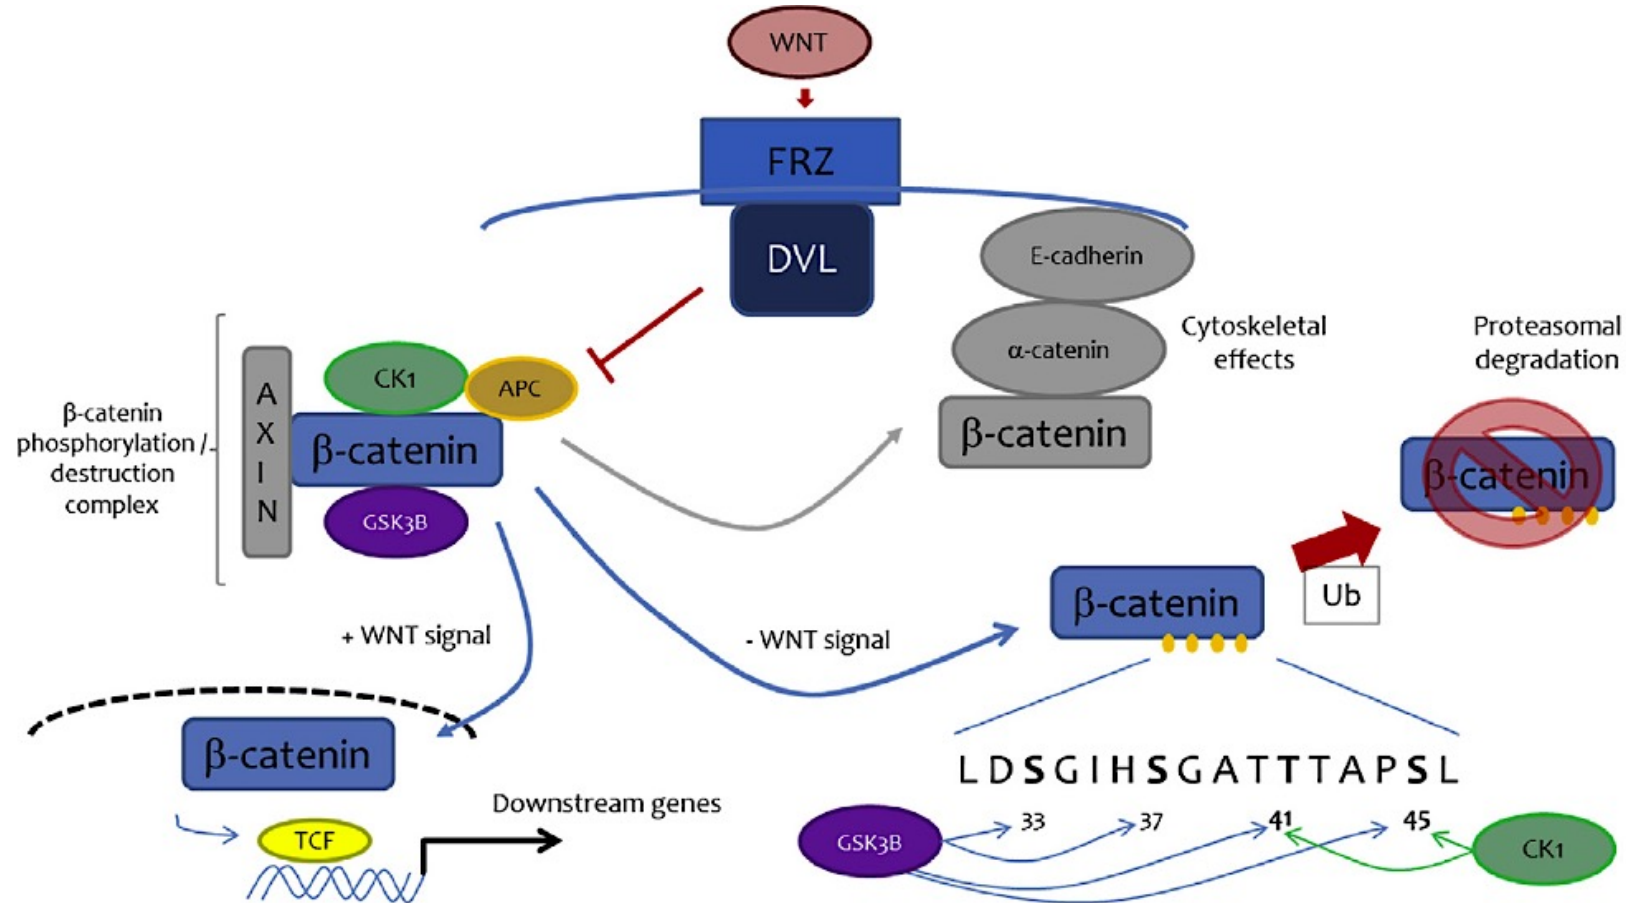 WNT
FRZ
DVL
E-cadherin
α-catenin
β-catenin
Cytoskeletal
effects
Proteasomal
degradation
β-catenin
β-catenin
phosphorylation /
destruction
complex
A
X
I
N
CK1
APC
β-catenin
GSK3B
+ WNT signal
- WNT signal
β-catenin
Ub
β-catenin
TCF
Downstream genes
LDSGIHSGATTTAPSL
33 37 41 45
GSK3B
CK1